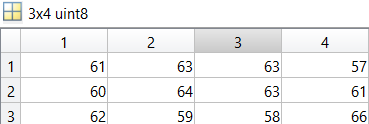 3x4 uint8
1 2 3 4
1 61 63 63 57
2 60 64 63 61
3 62 59 58 66